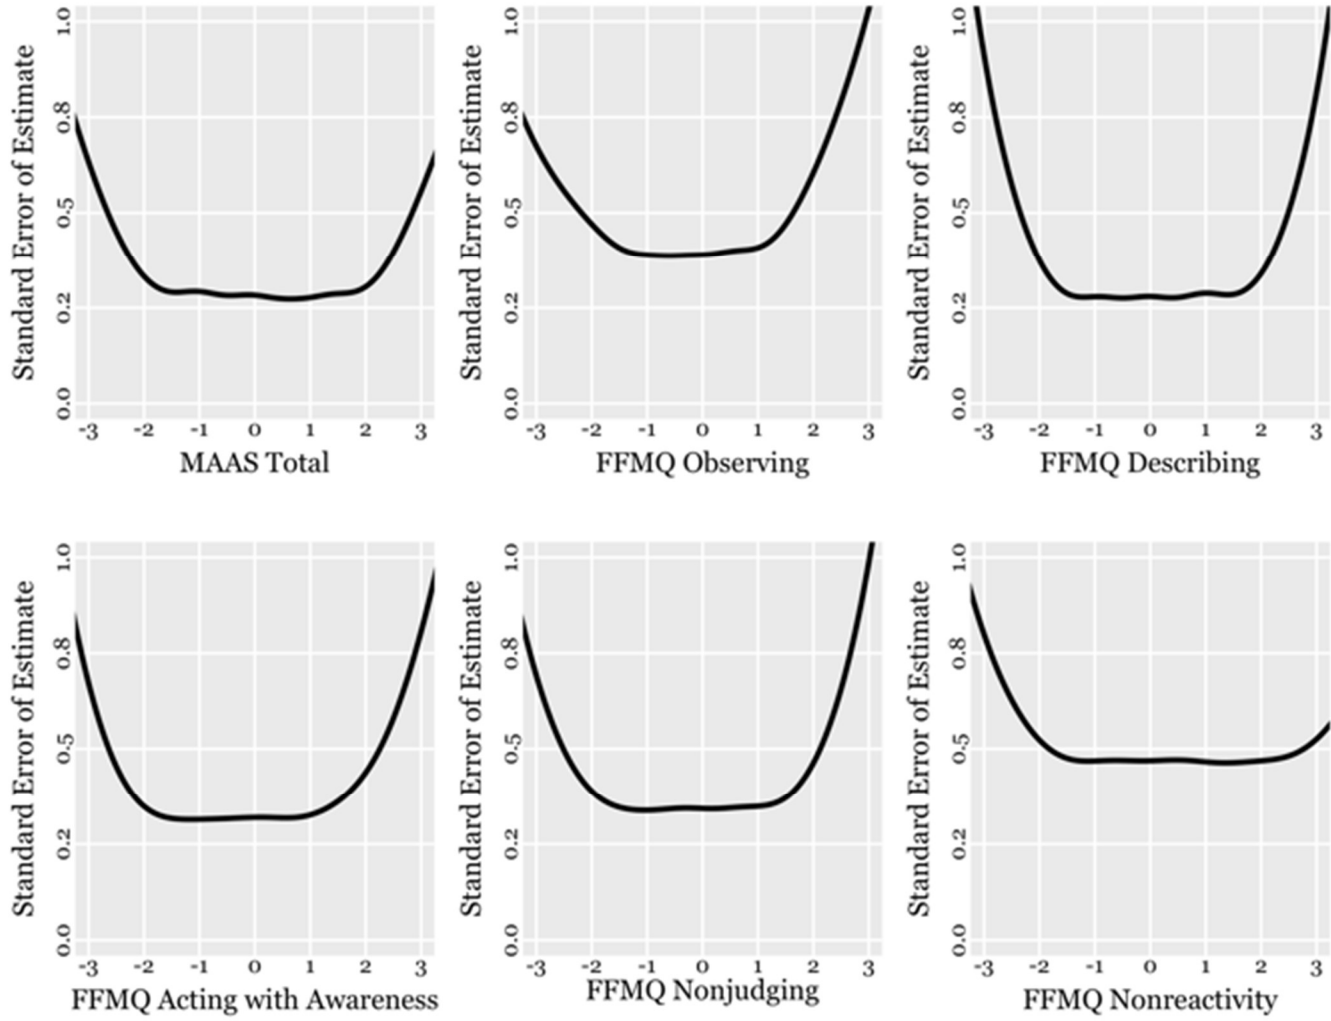 Standard Error of Estimate
1.0
0.8
0.5
0.2
0.0
-3 -2 -1 0 1 2 3
MAAS Total
Standard Error of Estimate
1.0
0.8
0.5
0.2
0.0
-3 -2 -1 0 1 2 3
FFMQ Observing
Standard Error of Estimate
1.0
0.8
0.5
0.2
0.0
-3 -2 -1 0 1 2 3
FFMQ Describing
Standard Error of Estimate
1.0
0.8
0.5
0.2
0.0
-3 -2 -1 0 1 2 3
FFMQ Acting with Awareness
Standard Error of Estimate
1.0
0.8
0.5
0.2
0.0
-3 -2 -1 0 1 2 3
FFMQ Nonjudging
Standard Error of Estimate
1.0
0.8
0.5
0.2
0.0
-3 -2 -1 0 1 2 3
FFMQ Nonreactivity